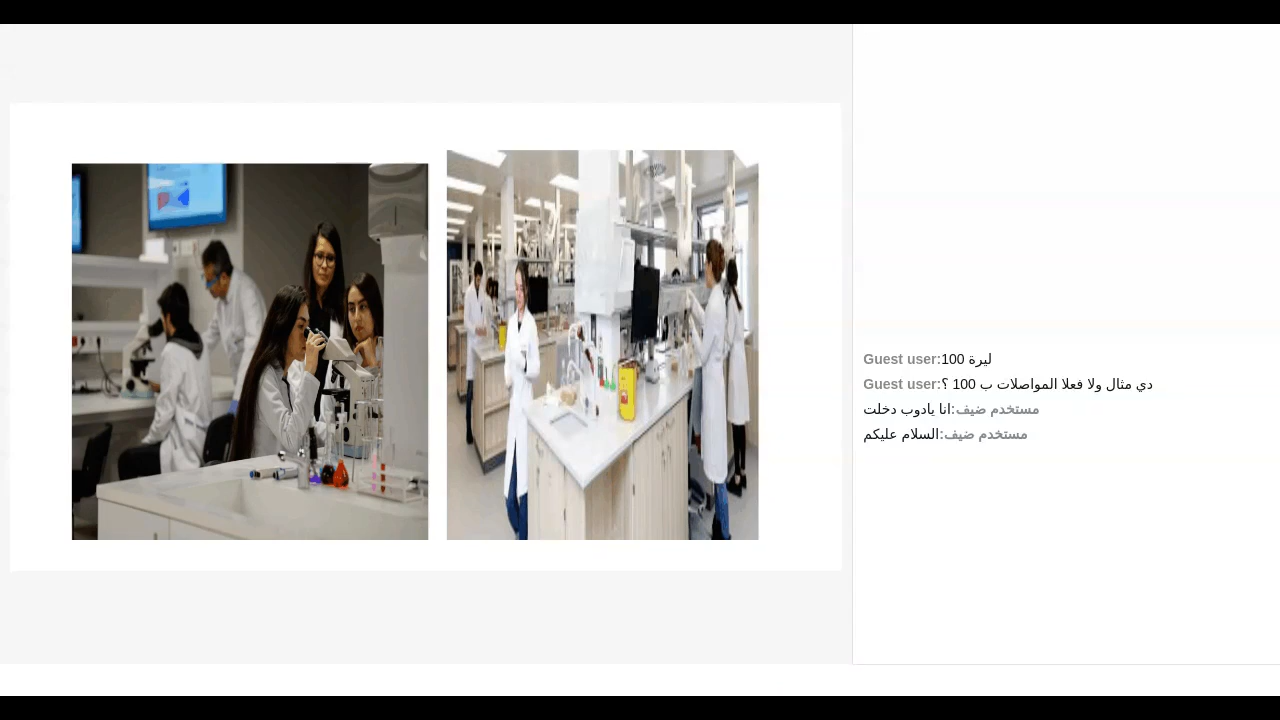 Guest user:ليرة 100
Guest user:دي مثال ولا فعلا المواصلات ب 100 ؟
مستخدم ضيف:انا يادوب دخلت
مستخدم ضيف:السلام عليكم